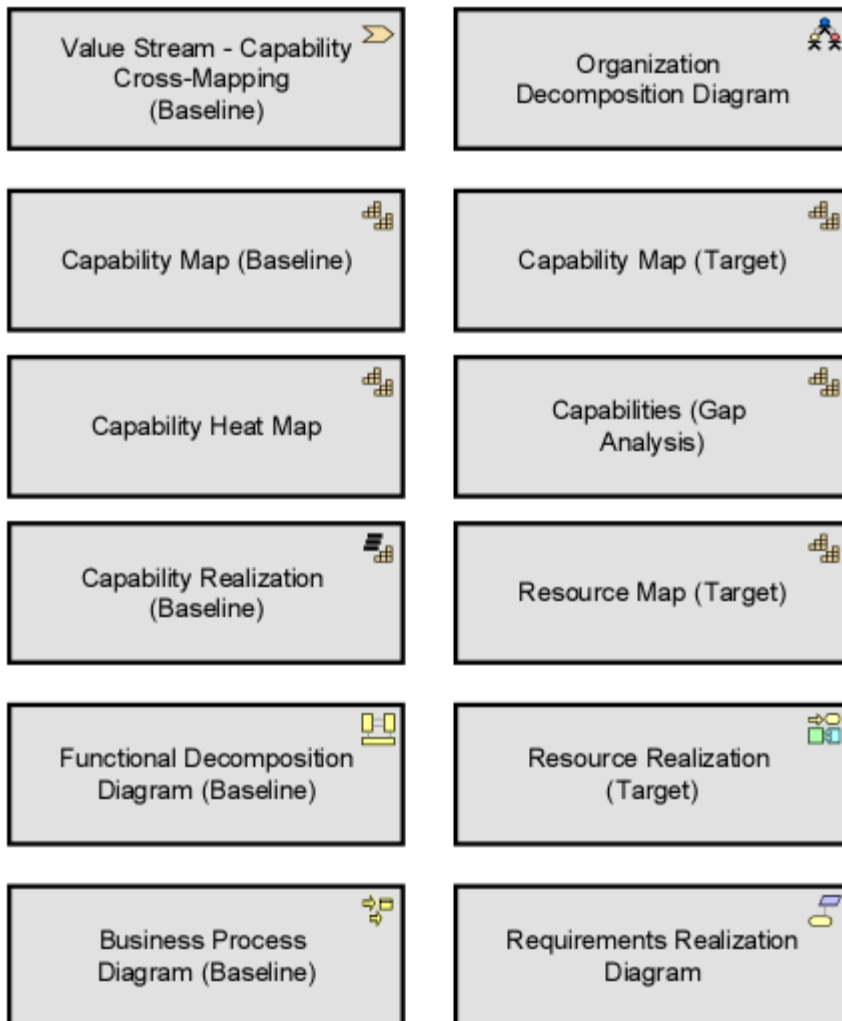 Value Stream - Capability
Cross-Mapping
(Baseline)
Organization
Decomposition Diagram
Capability Map (Baseline)
Capability Map (Target)
Capability Heat Map
Capabilities (Gap
Analysis)
Capability Realization
(Baseline)
Resource Map (Target)
Functional Decomposition
Diagram (Baseline)
Resource Realization
(Target)
Business Process
Diagram (Baseline)
Requirements Realization
Diagram